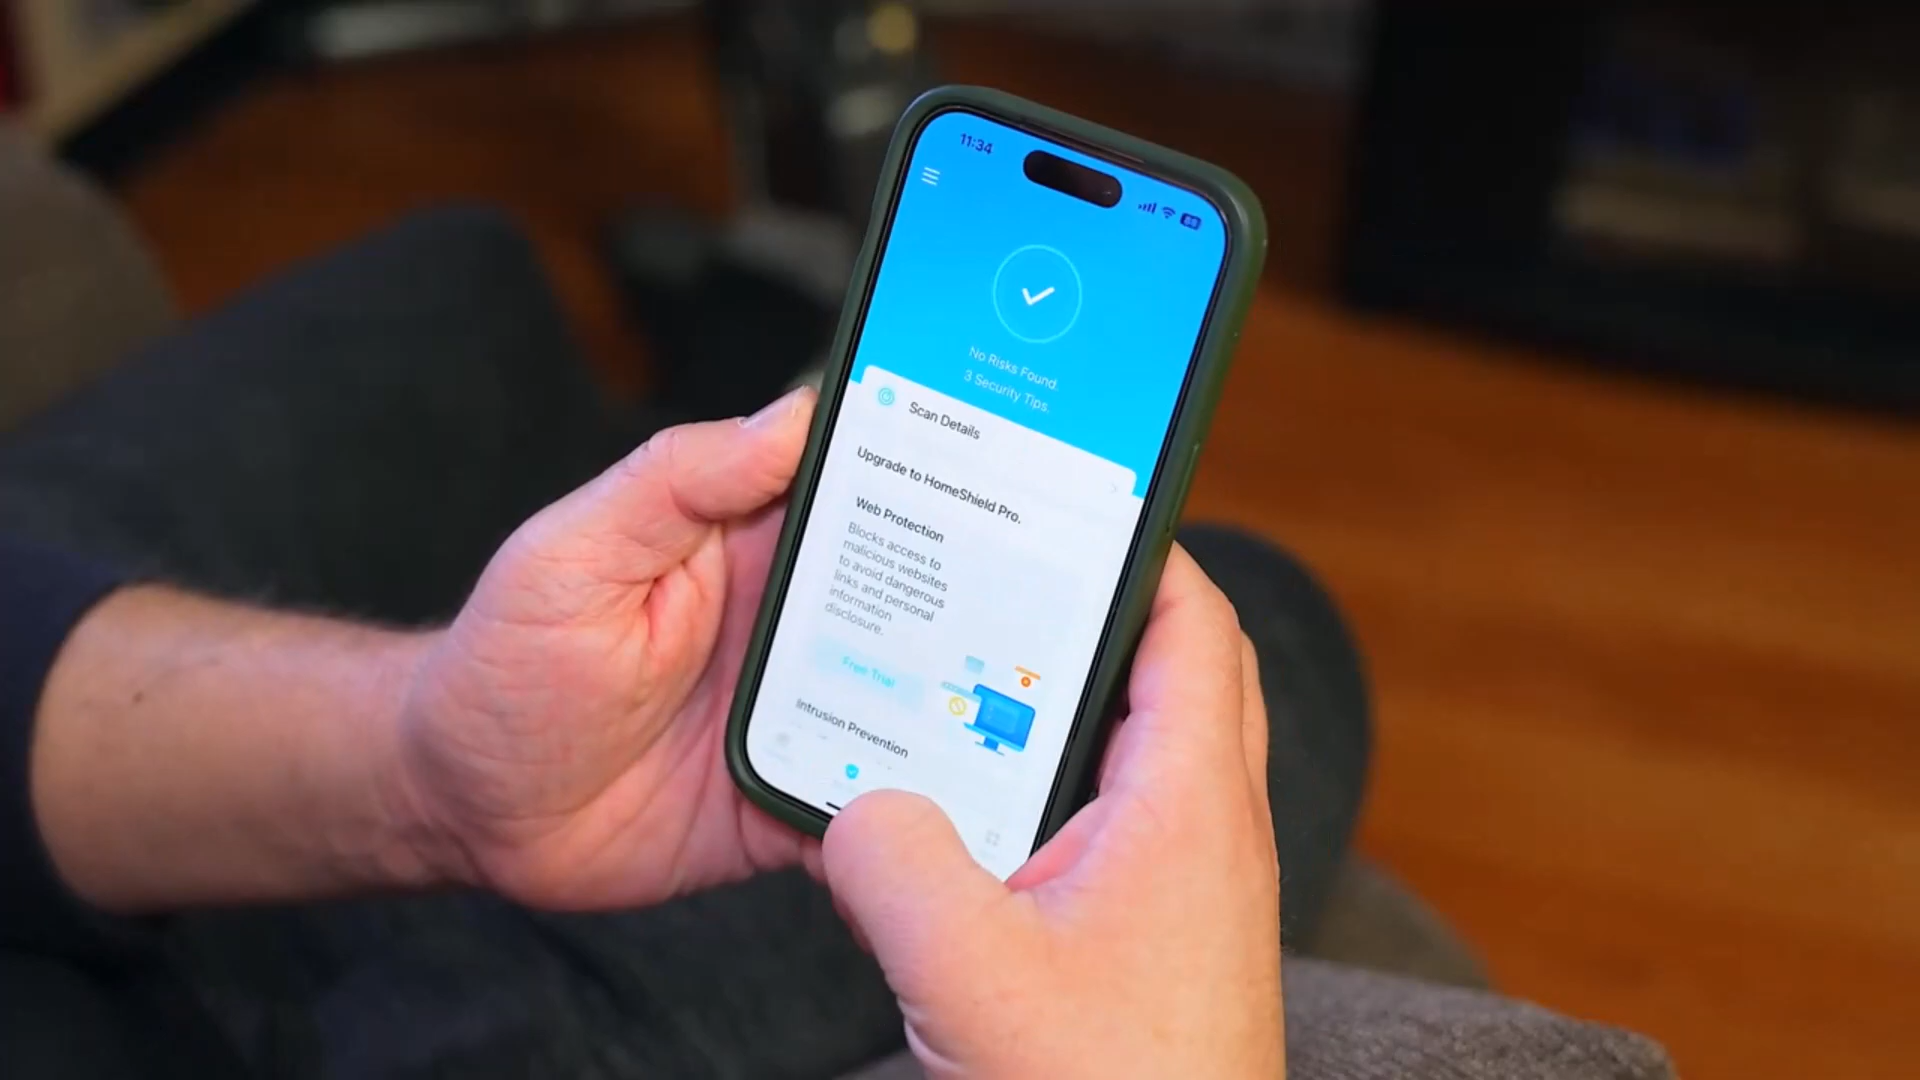 11:34
88
No Risks Found.
3 Security Tips.
Scan Details
Upgrade to HomeShield Pro.
Web Protection
Blocks access to
malicious websites
to avoid dangerous
links and personal
information
disclosure.
Free Trial
Intrusion Prevention